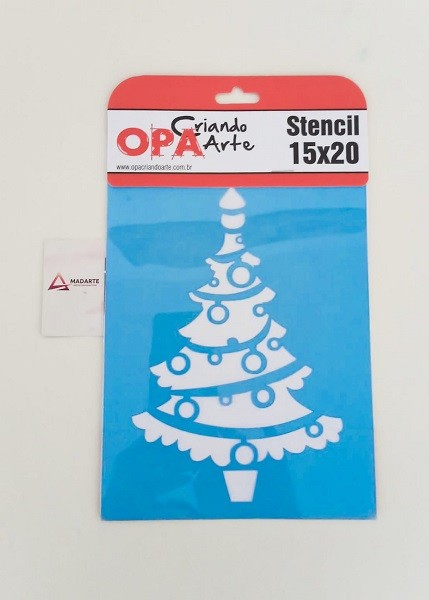 OPA Criando Arte
www.opacriandoarte.com.br
Stencil
15x20
MADARTE